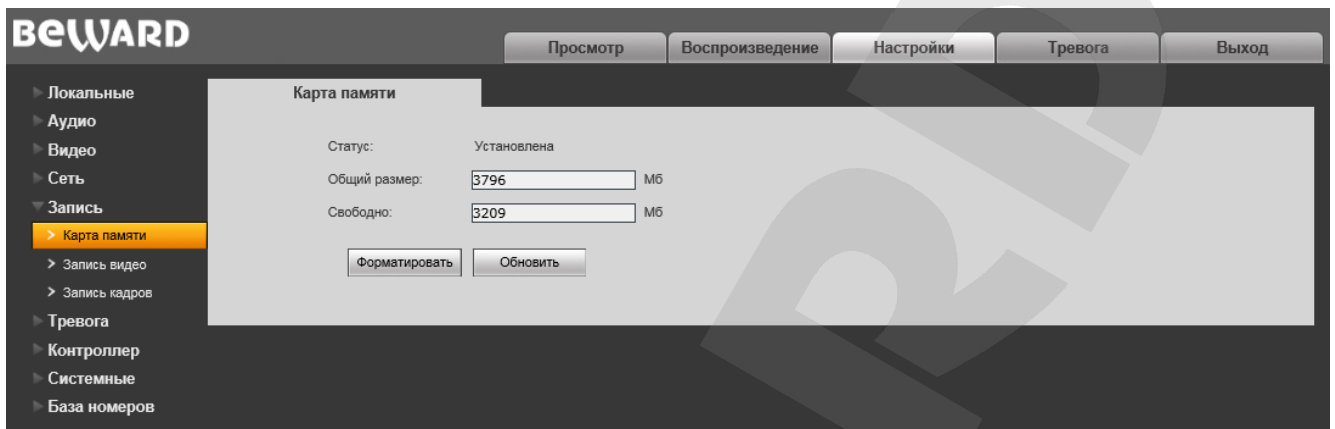 BEWARD
Просмотр Воспроизведение Настройки Тревога Выход
Локальные
Аудио
Видео
Сеть
Запись
Карта памяти
Запись видео
Запись кадров
Тревога
Контроллер
Системные
База номеров
Карта памяти
Статус: Установлена
Общий размер: 3796 Мб
Свободно: 3209 Мб
Форматировать Обновить